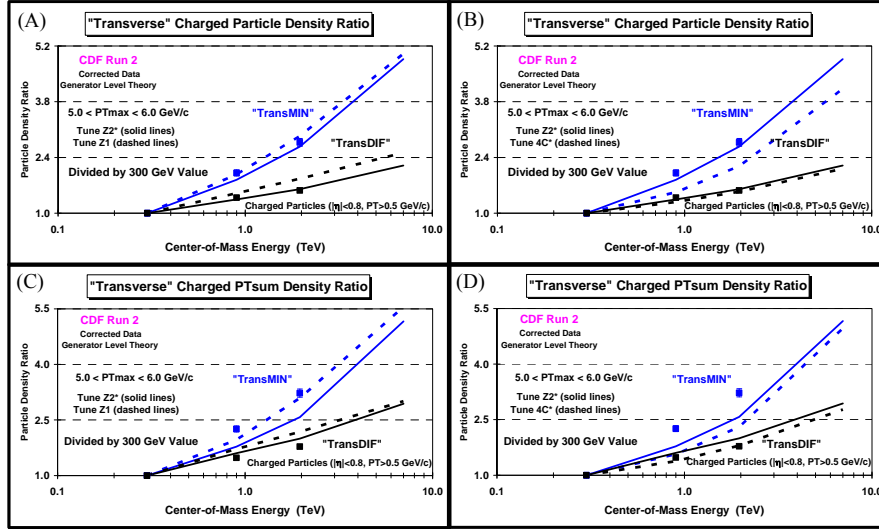 (A)
"Transverse" Charged Particle Density Ratio
5.2
3.8
2.4
1.0
Particle Density Ratio
CDF Run 2
Corrected Data
Generator Level Theory
5.0 < PTmax < 6.0 GeV/c
Tune Z2* (solid lines)
Tune Z1 (dashed lines)
Divided by 300 GeV Value
"TransMIN"
"TransDIF"
Charged Particles (|η|<0.8, PT>0.5 GeV/c)
0.1 1.0 10.0
Center-of-Mass Energy (TeV)
(B)
"Transverse" Charged Particle Density Ratio
5.2
3.8
2.4
1.0
Particle Density Ratio
CDF Run 2
Corrected Data
Generator Level Theory
5.0 < PTmax < 6.0 GeV/c
Tune Z2* (solid lines)
Tune 4C* (dashed lines)
Divided by 300 GeV Value
"TransMIN"
"TransDIF"
Charged Particles (|η|<0.8, PT>0.5 GeV/c)
0.1 1.0 10.0
Center-of-Mass Energy (TeV)
(C)
"Transverse" Charged PTsum Density Ratio
5.5
4.0
2.5
1.0
Particle Density Ratio
CDF Run 2
Corrected Data
Generator Level Theory
5.0 < PTmax < 6.0 GeV/c
Tune Z2* (solid lines)
Tune Z1 (dashed lines)
Divided by 300 GeV Value
"TransMIN"
"TransDIF"
Charged Particles (|η|<0.8, PT>0.5 GeV/c)
0.1 1.0 10.0
Center-of-Mass Energy (TeV)
(D)
"Transverse" Charged PTsum Density Ratio
5.5
4.0
2.5
1.0
Particle Density Ratio
CDF Run 2
Corrected Data
Generator Level Theory
5.0 < PTmax < 6.0 GeV/c
Tune Z2* (solid lines)
Tune 4C* (dashed lines)
Divided by 300 GeV Value
"TransMIN"
"TransDIF"
Charged Particles (|η|<0.8, PT>0.5 GeV/c)
0.1 1.0 10.0
Center-of-Mass Energy (TeV)